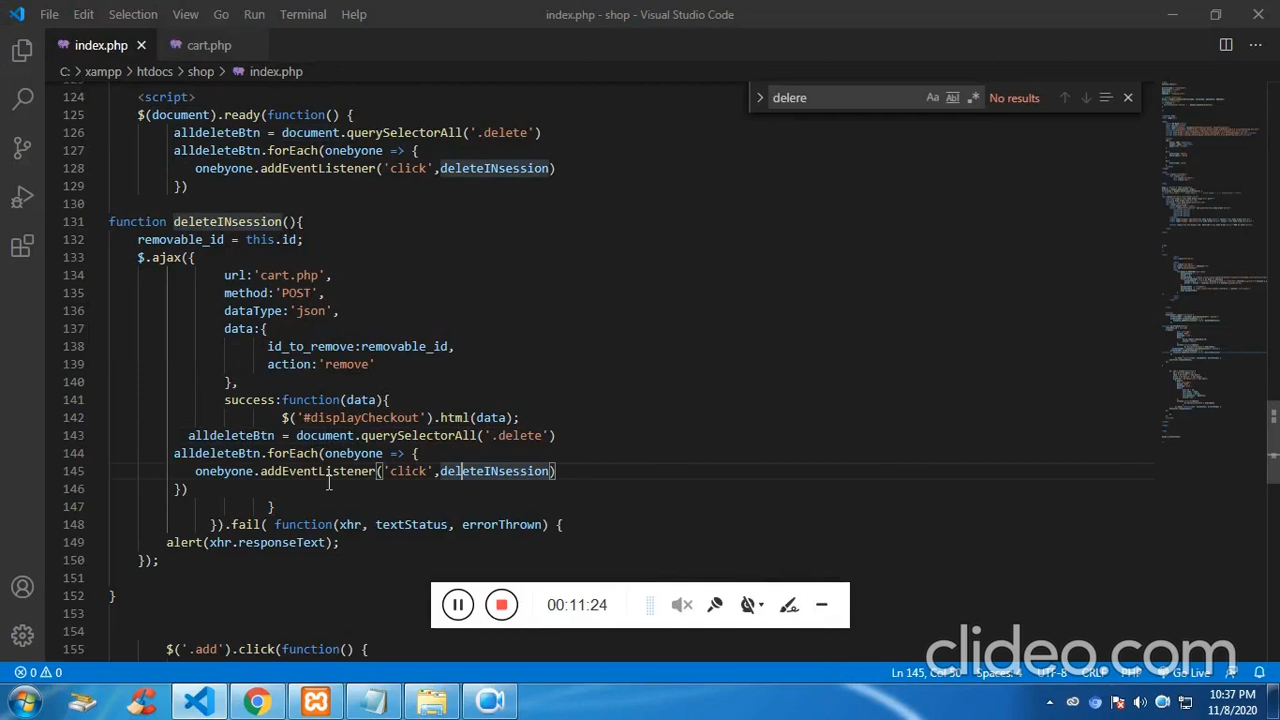 File Edit Selection View Go Run Terminal Help index.php - shop - Visual Studio Code
index.php cart.php
C: > xampp > htdocs > shop > index.php
delere Aa No results
124 <script>
125 $(document).ready(function() {
126 alldeleteBtn = document.querySelectorAll('.delete')
127 alldeleteBtn.forEach(onebyone => {
128 onebyone.addEventListener('click',deleteINsession)
129 })
130
131 function deleteINsession(){
132 removable_id = this.id;
133 $.ajax({
134 url:'cart.php',
135 method:'POST',
136 dataType:'json',
137 data:{
138 id_to_remove:removable_id,
139 action:'remove'
140 },
141 success:function(data){
142 $('#displayCheckout').html(data);
143 alldeleteBtn = document.querySelectorAll('.delete')
144 alldeleteBtn.forEach(onebyone => {
145 onebyone.addEventListener('click',deleteINsession)
146 })
147 }
148 }).fail( function(xhr, textStatus, errorThrown) {
149 alert(xhr.responseText);
150 });
151
152 }
153
154
155 $('.add').click(function() {
00:11:24
clideo.com
0 0 Ln 145, Col 50 Spaces: 4 UTF-8 CRLF PHP Go Live
10:37 PM
11/8/2020